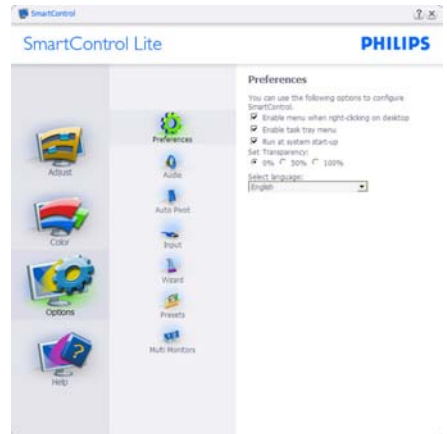 SmartControl
SmartControl Lite
PHILIPS
Adjust
Color
Options
Help
Preferences
Audio
Auto Pivot
Input
Wizard
Presets
Multi Monitors
Preferences
You can use the following options to configure
SmartControl.
Enable menu when right-clicking on desktop
Enable task tray menu
Run at system start-up
Set Transparency:
0% 50% 100%
Select language:
English